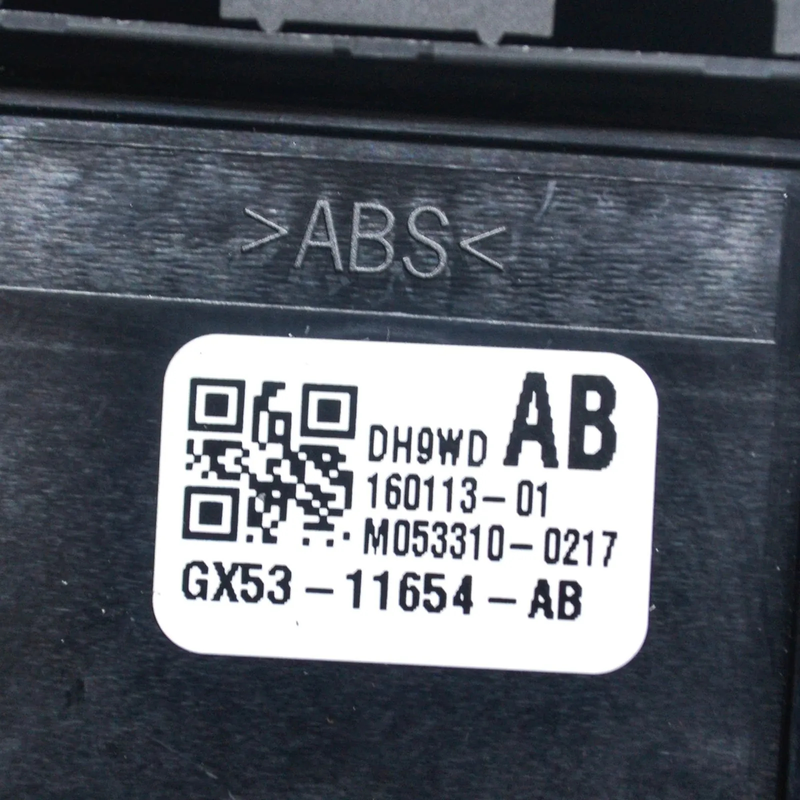 >ABS<
AB
DH9WD
160113-01
M053310-0217
GX53-11654-AB